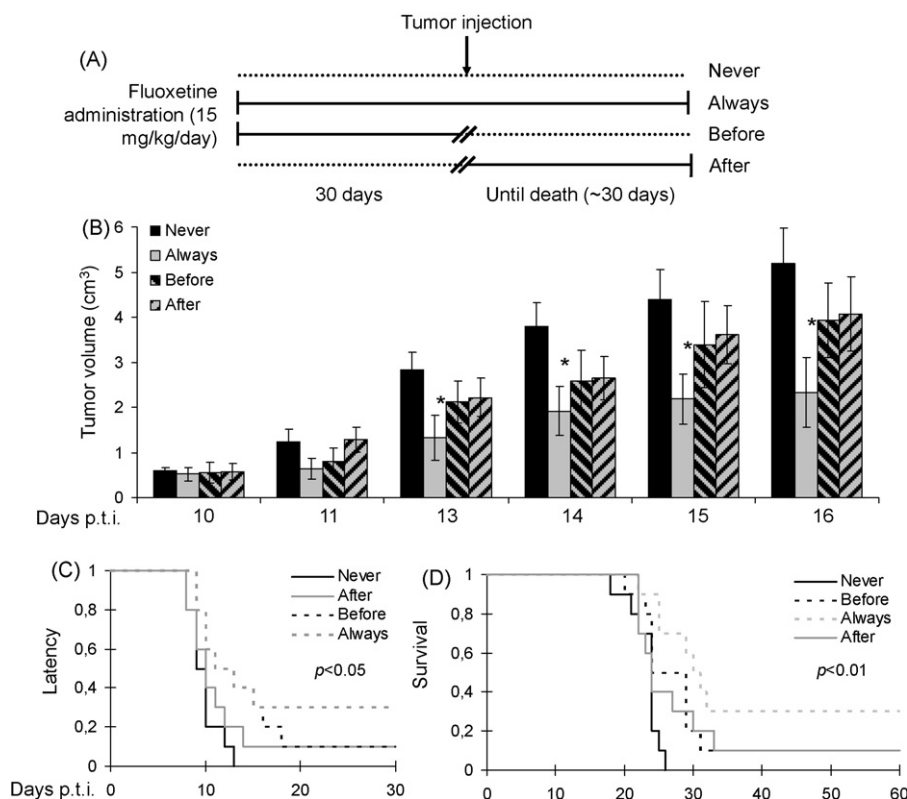 Tumor injection
(A)
Never
Fluoxetine
administration (15
mg/kg/day)
Always
Before
After
30 days
Until death (~30 days)
(B)
Never
Always
Before
After
Tumor volume (cm³)
6
5
4
3
2
1
0
* * * *
Days p.t.i. 10 11 13 14 15 16
(C)
Never
After
Before
Always
p<0.05
Latency
1
0,8
0,6
0,4
0,2
0
Days p.t.i. 0 10 20 30
(D)
Never
Before
Always
After
p<0.01
Survival
1
0,8
0,6
0,4
0,2
0
0 10 20 30 40 50 60